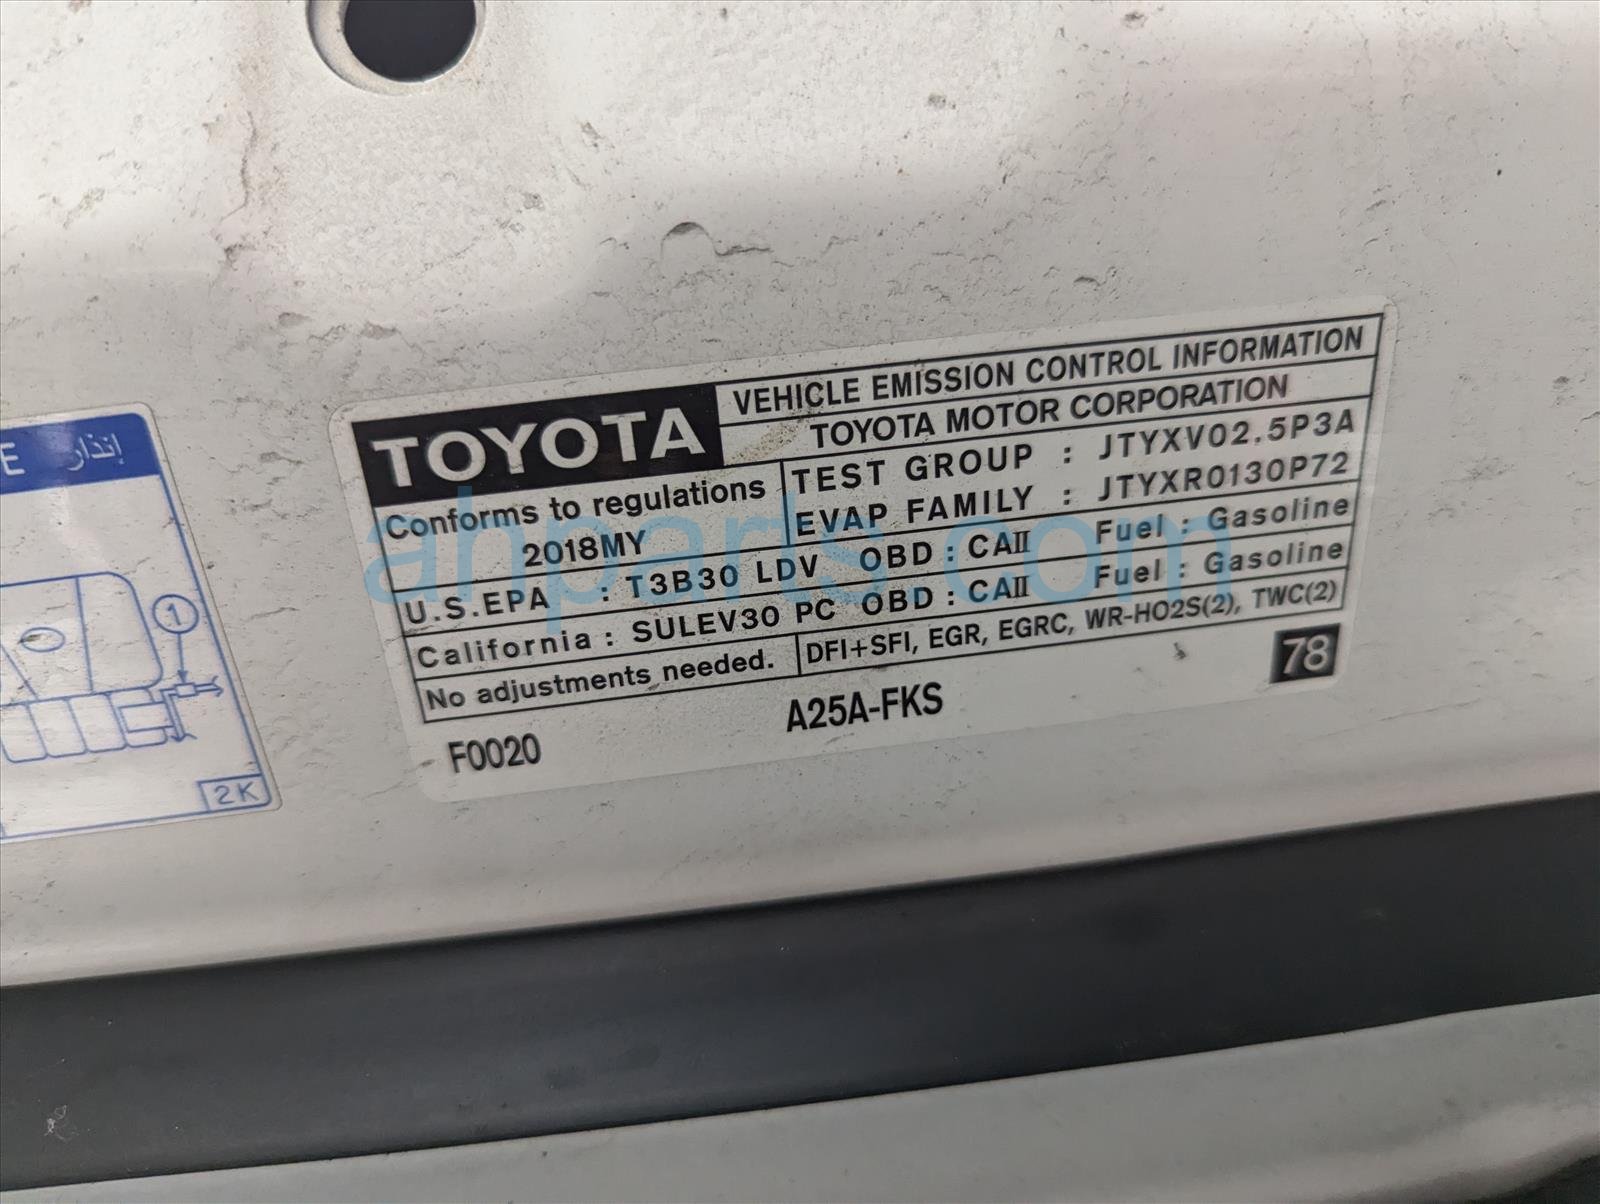 E إنذار
1
2K
TOYOTA
VEHICLE EMISSION CONTROL INFORMATION
TOYOTA MOTOR CORPORATION
Conforms to regulations
2018MY
TEST GROUP : JTYXV02.5P3A
EVAP FAMILY : JTYXR0130P72
U.S.EPA : T3B30 LDV OBD : CAII Fuel : Gasoline
California : SULEV30 PC OBD : CAII Fuel : Gasoline
No adjustments needed. DFI+SFI, EGR, EGRC, WR-HO2S(2), TWC(2)
F0020 A25A-FKS 78
ahparts.com